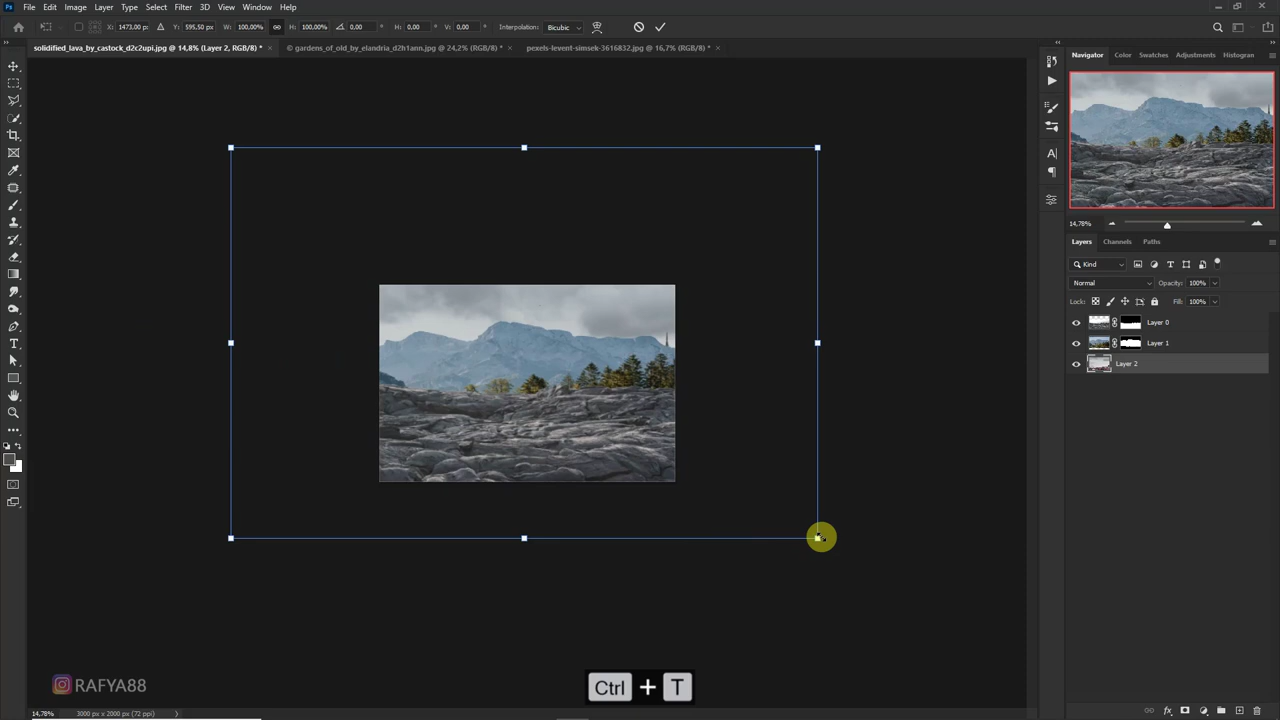 Ps File Edit Image Layer Type Select Filter 3D View Window Help
X: 1473,00 px Y: 595,50 px W: 100,00% H: 100,00% 0,00 H: 0,00 V: 0,00 Interpolation: Bicubic
solidified_lava_by_castock_d2c2upi.jpg @ 14,8% (Layer 2, RGB/8) * × © gardens_of_old_by_elandria_d2h1ann.jpg @ 24,2% (RGB/8) * × pexels-levent-simsek-3616832.jpg @ 16,7% (RGB/8) * ×
Navigator Color Swatches Adjustments Histogran
14,78%
Layers Channels Paths
Kind
Normal Opacity: 100%
Lock: Fill: 100%
Layer 0
Layer 1
Layer 2
RAFYA88
Ctrl + T
14,78% 3000 px x 2000 px (72 ppi)